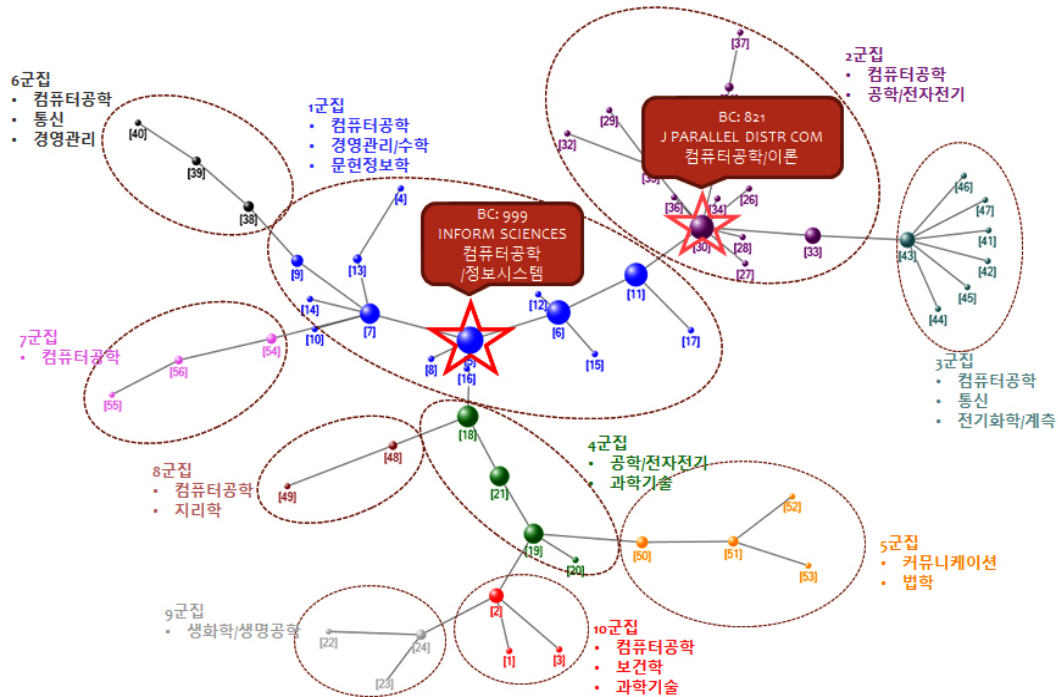 [37]
2군집
• 컴퓨터공학
• 공학/전자전기
6군집
• 컴퓨터공학
• 통신
• 경영관리
1군집
• 컴퓨터공학
• 경영관리/수학
• 문헌정보학
BC: 821
J PARALLEL DISTR COM
컴퓨터공학/이론
[29]
[32]
[40]
[39]
[38]
[4]
[36]
[34]
[26]
[30]
[28]
[27]
[33]
[46]
[47]
[41]
[43]
[42]
[45]
[44]
BC: 999
INFORM SCIENCES
컴퓨터공학
/정보시스템
[9]
[13]
[14]
[7]
[10]
[12]
[6]
[11]
[17]
[15]
[8]
[16]
7군집
• 컴퓨터공학
[54]
[56]
[55]
3군집
• 컴퓨터공학
• 통신
• 전기화학/계측
[18]
[48]
[49]
8군집
• 컴퓨터공학
• 지리학
4군집
• 공학/전자전기
• 과학기술
[21]
[19]
[20]
[50]
[51]
[52]
[53]
5군집
• 커뮤니케이션
• 법학
9군집
• 생화학/생명공학
[22]
[24]
[23]
[2]
[1]
[3]
10군집
• 컴퓨터공학
• 보건학
• 과학기술